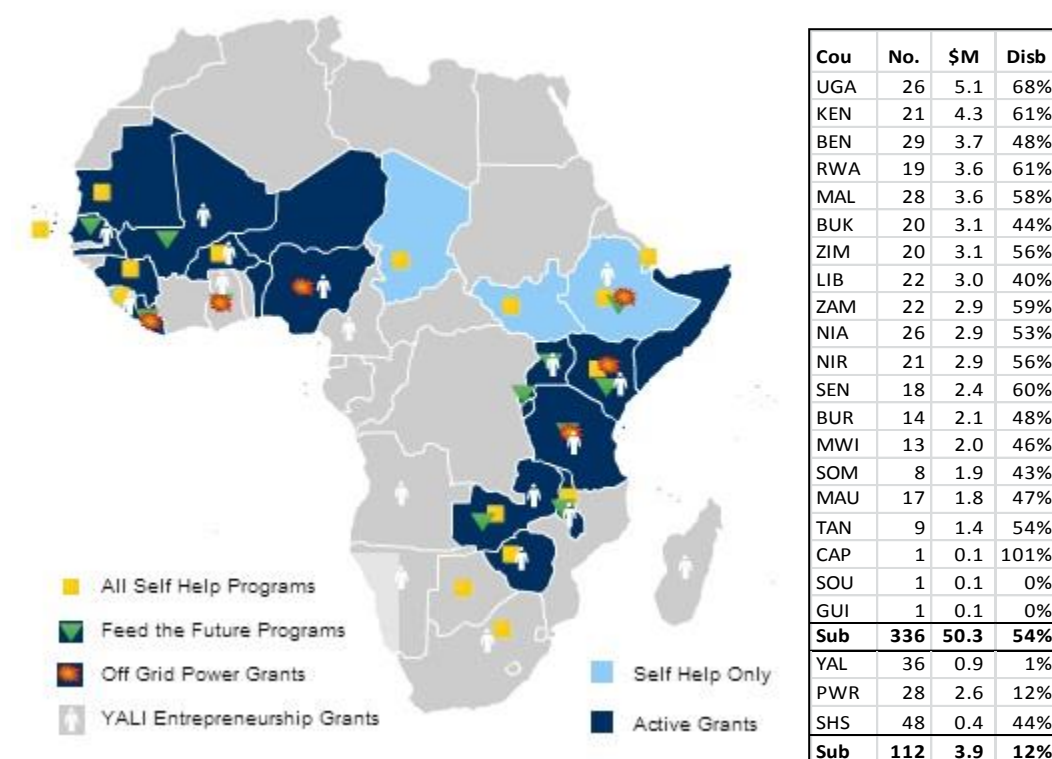 Cou No. $M Disb
UGA 26 5.1 68%
KEN 21 4.3 61%
BEN 29 3.7 48%
RWA 19 3.6 61%
MAL 28 3.6 58%
BUK 20 3.1 44%
ZIM 20 3.1 56%
LIB 22 3.0 40%
ZAM 22 2.9 59%
NIA 26 2.9 53%
NIR 21 2.9 56%
SEN 18 2.4 60%
BUR 14 2.1 48%
MWI 13 2.0 46%
SOM 8 1.9 43%
MAU 17 1.8 47%
TAN 9 1.4 54%
CAP 1 0.1 101%
SOU 1 0.1 0%
GUI 1 0.1 0%
Sub 336 50.3 54%
YAL 36 0.9 1%
PWR 28 2.6 12%
SHS 48 0.4 44%
Sub 112 3.9 12%
All Self Help Programs
Feed the Future Programs
Off Grid Power Grants
YALI Entrepreneurship Grants
Self Help Only
Active Grants